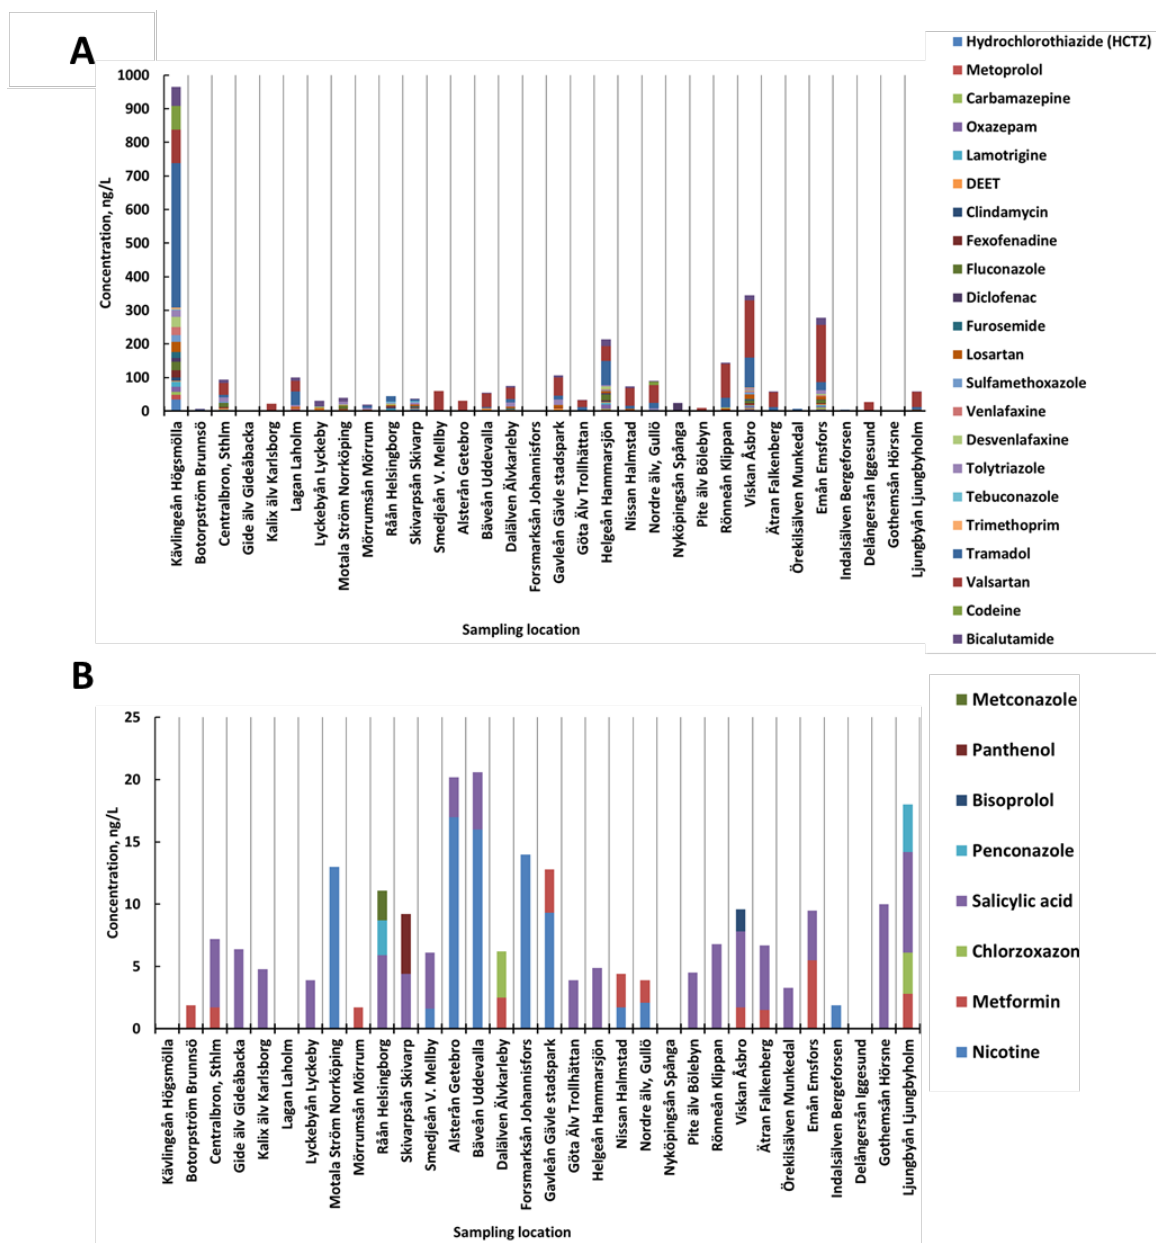 A
Concentration, ng/L
1000
900
800
700
600
500
400
300
200
100
0
Kävlingeån Högsmölla
Botorpström Brunnsö
Centralbron, Sthlm
Gide älv Gideåbacka
Kalix älv Karlsborg
Lagan Laholm
Lyckebyån Lyckeby
Motala Ström Norrköping
Mörrumsån Mörrum
Råån Helsingborg
Skivarpsån Skivarp
Smedjeån V. Mellby
Alsterån Getebro
Bäveån Uddevalla
Dalälven Älvkarleby
Forsmarksån Johannisfors
Gavleån Gävle stadspark
Göta Älv Trollhättan
Helgeån Hammarsjön
Nissan Halmstad
Nordre älv, Gullö
Nyköpingsån Spånga
Pite älv Bölebyn
Rönneån Klippan
Viskan Åsbro
Ätran Falkenberg
Örekilsälven Munkedal
Emån Emsfors
Indalsälven Bergeforsen
Delångersån Iggesund
Gothemsån Hörsne
Ljungbyån Ljungbyholm
Sampling location
Hydrochlorothiazide (HCTZ)
Metoprolol
Carbamazepine
Oxazepam
Lamotrigine
DEET
Clindamycin
Fexofenadine
Fluconazole
Diclofenac
Furosemide
Losartan
Sulfamethoxazole
Venlafaxine
Desvenlafaxine
Tolytriazole
Tebuconazole
Trimethoprim
Tramadol
Valsartan
Codeine
Bicalutamide
B
Concentration, ng/L
25
20
15
10
5
0
Kävlingeån Högsmölla
Botorpström Brunnsö
Centralbron, Sthlm
Gide älv Gideåbacka
Kalix älv Karlsborg
Lagan Laholm
Lyckebyån Lyckeby
Motala Ström Norrköping
Mörrumsån Mörrum
Råån Helsingborg
Skivarpsån Skivarp
Smedjeån V. Mellby
Alsterån Getebro
Bäveån Uddevalla
Dalälven Älvkarleby
Forsmarksån Johannisfors
Gavleån Gävle stadspark
Göta Älv Trollhättan
Helgeån Hammarsjön
Nissan Halmstad
Nordre älv, Gullö
Nyköpingsån Spånga
Pite älv Bölebyn
Rönneån Klippan
Viskan Åsbro
Ätran Falkenberg
Örekilsälven Munkedal
Emån Emsfors
Indalsälven Bergeforsen
Delångersån Iggesund
Gothemsån Hörsne
Ljungbyån Ljungbyholm
Sampling location
Metconazole
Panthenol
Bisoprolol
Penconazole
Salicylic acid
Chlorzoxazon
Metformin
Nicotine